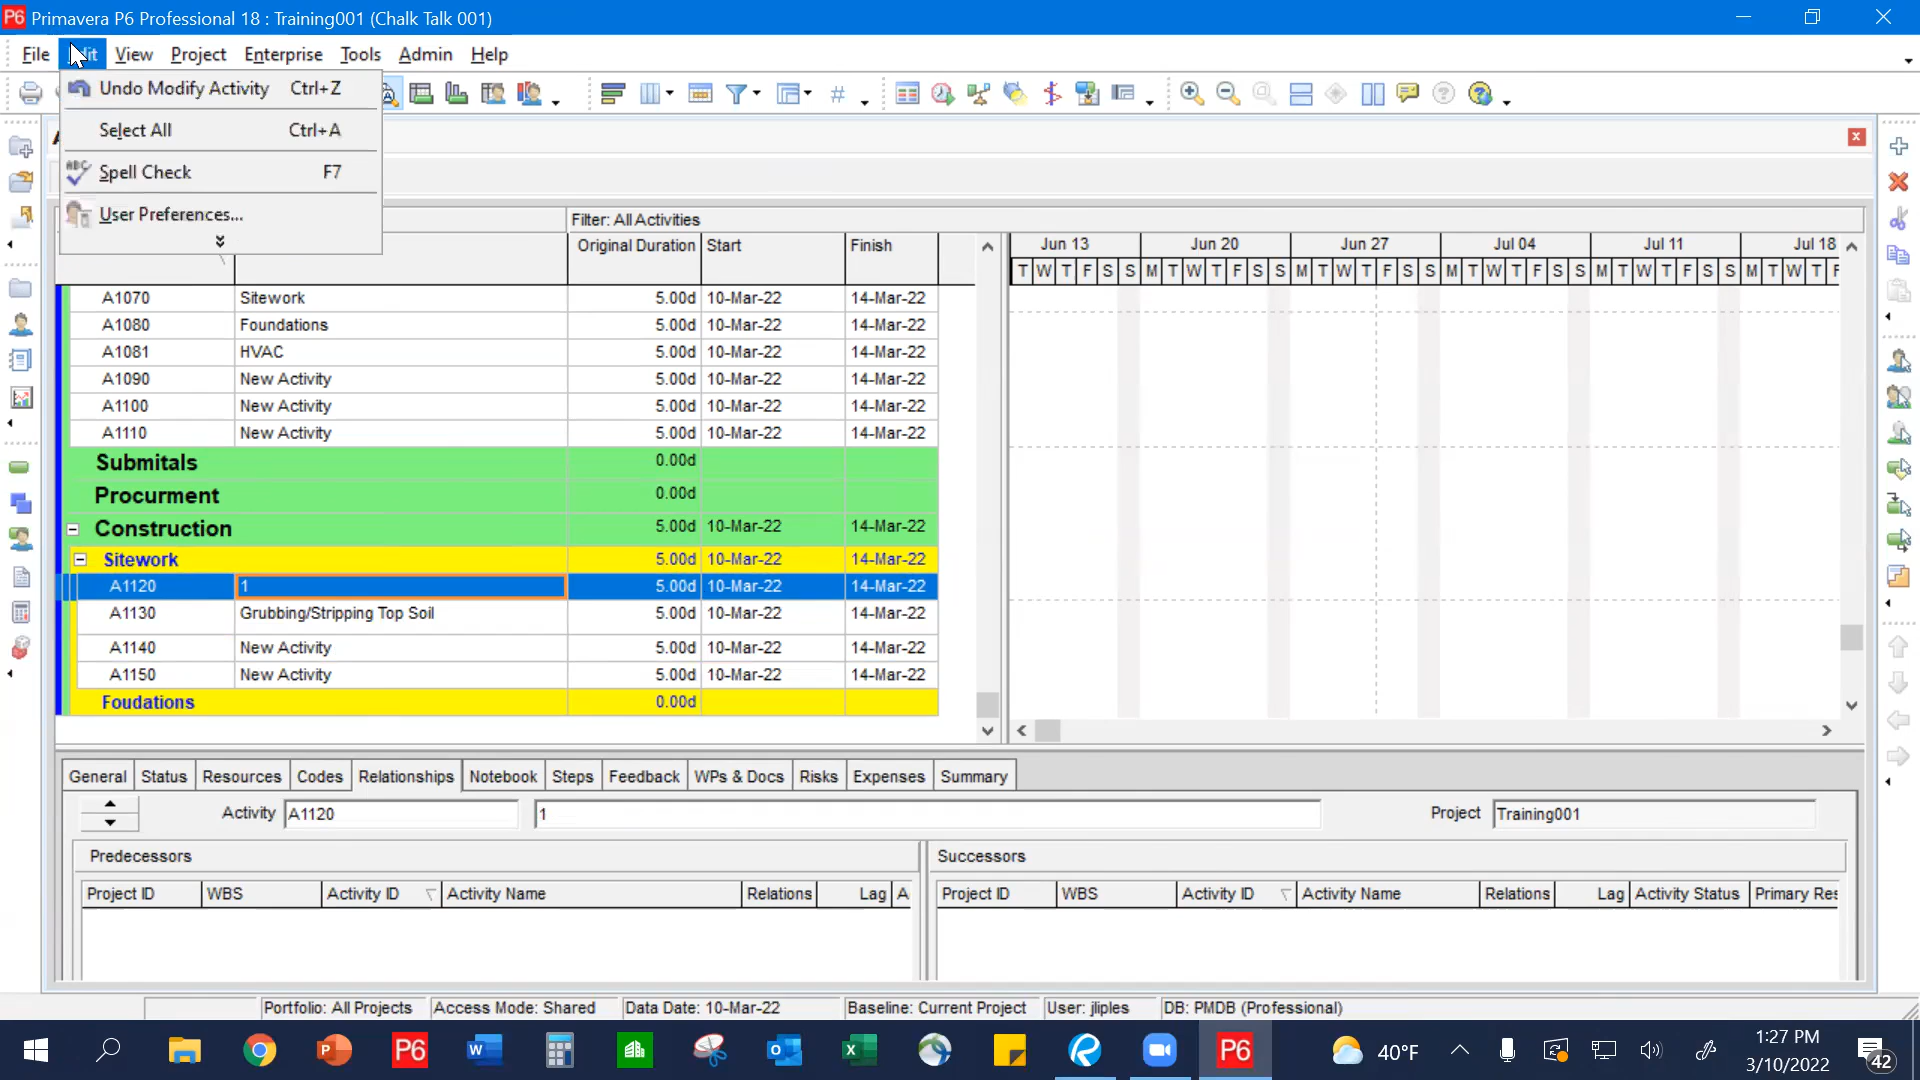 Primavera P6 Professional 18 : Training001 (Chalk Talk 001)
File Edit View Project Enterprise Tools Admin Help
Undo Modify Activity Ctrl+Z
Select All Ctrl+A
Spell Check F7
User Preferences...
Filter: All Activities
Original Duration Start Finish
Jun 13 Jun 20 Jun 27 Jul 04 Jul 11 Jul 18
T W T F S S M T W T F S S M T W T F S S M T W T F S S M T W T F S S M T W T F
A1070 Sitework 5.00d 10-Mar-22 14-Mar-22
A1080 Foundations 5.00d 10-Mar-22 14-Mar-22
A1081 HVAC 5.00d 10-Mar-22 14-Mar-22
A1090 New Activity 5.00d 10-Mar-22 14-Mar-22
A1100 New Activity 5.00d 10-Mar-22 14-Mar-22
A1110 New Activity 5.00d 10-Mar-22 14-Mar-22
Submitals 0.00d
Procurment 0.00d
Construction 5.00d 10-Mar-22 14-Mar-22
Sitework 5.00d 10-Mar-22 14-Mar-22
A1120 1 5.00d 10-Mar-22 14-Mar-22
A1130 Grubbing/Stripping Top Soil 5.00d 10-Mar-22 14-Mar-22
A1140 New Activity 5.00d 10-Mar-22 14-Mar-22
A1150 New Activity 5.00d 10-Mar-22 14-Mar-22
Foudations 0.00d
General Status Resources Codes Relationships Notebook Steps Feedback WPs & Docs Risks Expenses Summary
Activity A1120 1 Project Training001
Predecessors Successors
Project ID WBS Activity ID Activity Name Relations Lag A Project ID WBS Activity ID Activity Name Relations Lag Activity Status Primary Res
Portfolio: All Projects Access Mode: Shared Data Date: 10-Mar-22 Baseline: Current Project User: jliples DB: PMDB (Professional)
40°F 1:27 PM
3/10/2022 42